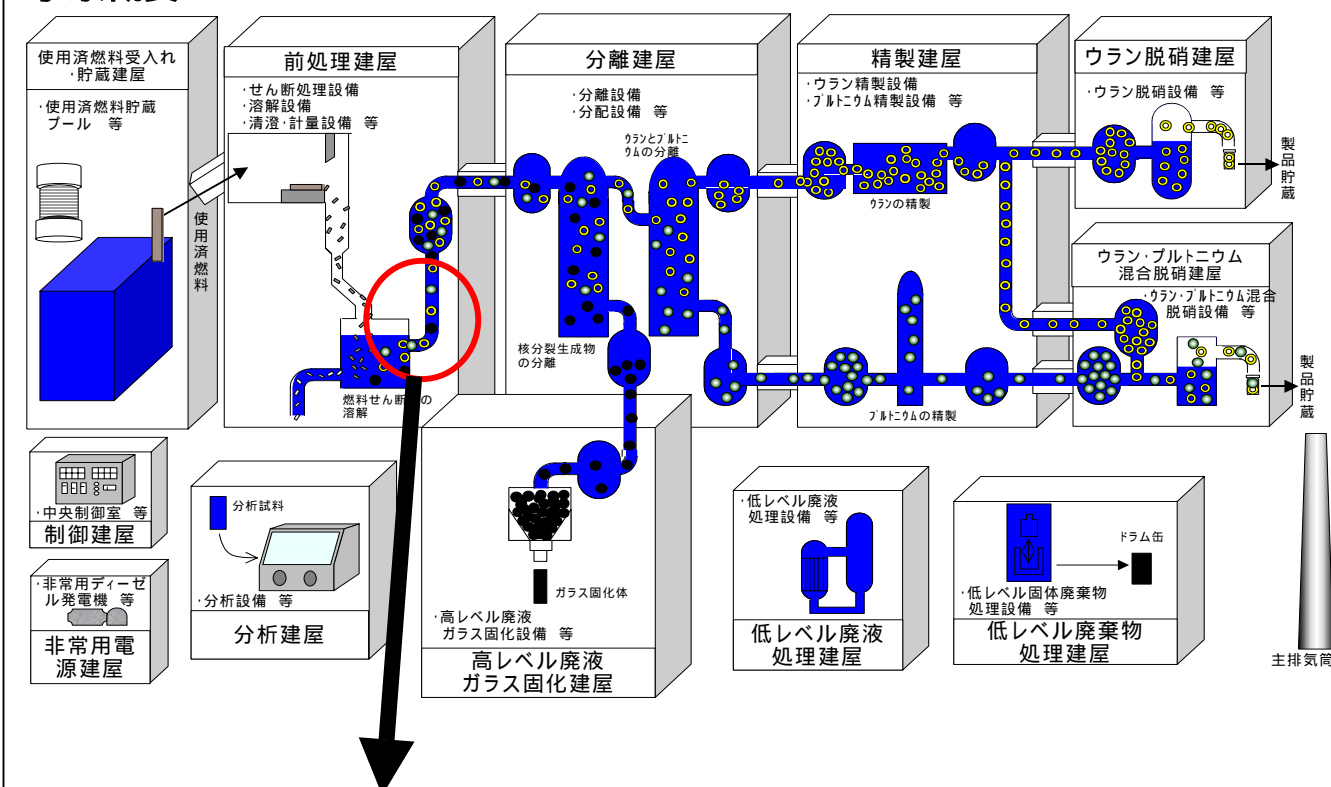 使用済燃料受入れ
・貯蔵建屋
・使用済燃料貯蔵
プール 等
使用済燃料
前処理建屋
・せん断処理設備
・溶解設備
・清澄・計量設備 等
燃料せん断
の
溶解
分離建屋
・分離設備
・分配設備 等
ウランとプルトニ
ウムの分離
核分裂生成物
の分離
精製建屋
・ウラン精製設備
・プルトニウム精製設備 等
ウランの精製
プルトニウムの精製
ウラン脱硝建屋
・ウラン脱硝設備 等
製品貯蔵
ウラン・プルトニウム
混合脱硝建屋
・ウラン・プルトニウム混合
脱硝設備 等
製品貯蔵
・中央制御室 等
制御建屋
・非常用ディーゼ
ル発電機 等
非常用電
源建屋
分析試料
・分析設備 等
分析建屋
ガラス固化体
・高レベル廃液
ガラス固化設備 等
高レベル廃液
ガラス固化建屋
・低レベル廃液
処理設備 等
低レベル廃液
処理建屋
ドラム缶
・低レベル固体廃棄物
処理設備 等
低レベル廃棄物
処理建屋
主排気筒